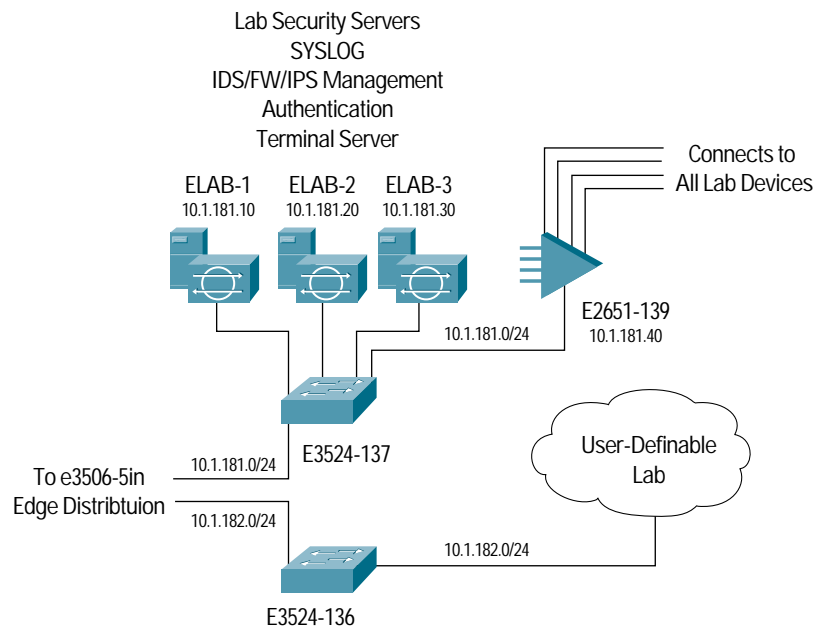 Lab Security Servers
SYSLOG
IDS/FW/IPS Management
Authentication
Terminal Server
ELAB-1
10.1.181.10
ELAB-2
10.1.181.20
ELAB-3
10.1.181.30
Connects to
All Lab Devices
E2651-139
10.1.181.40
10.1.181.0/24
E3524-137
User-Definable
Lab
To e3506-5in
Edge Distribtuion
10.1.181.0/24
10.1.182.0/24
10.1.182.0/24
E3524-136